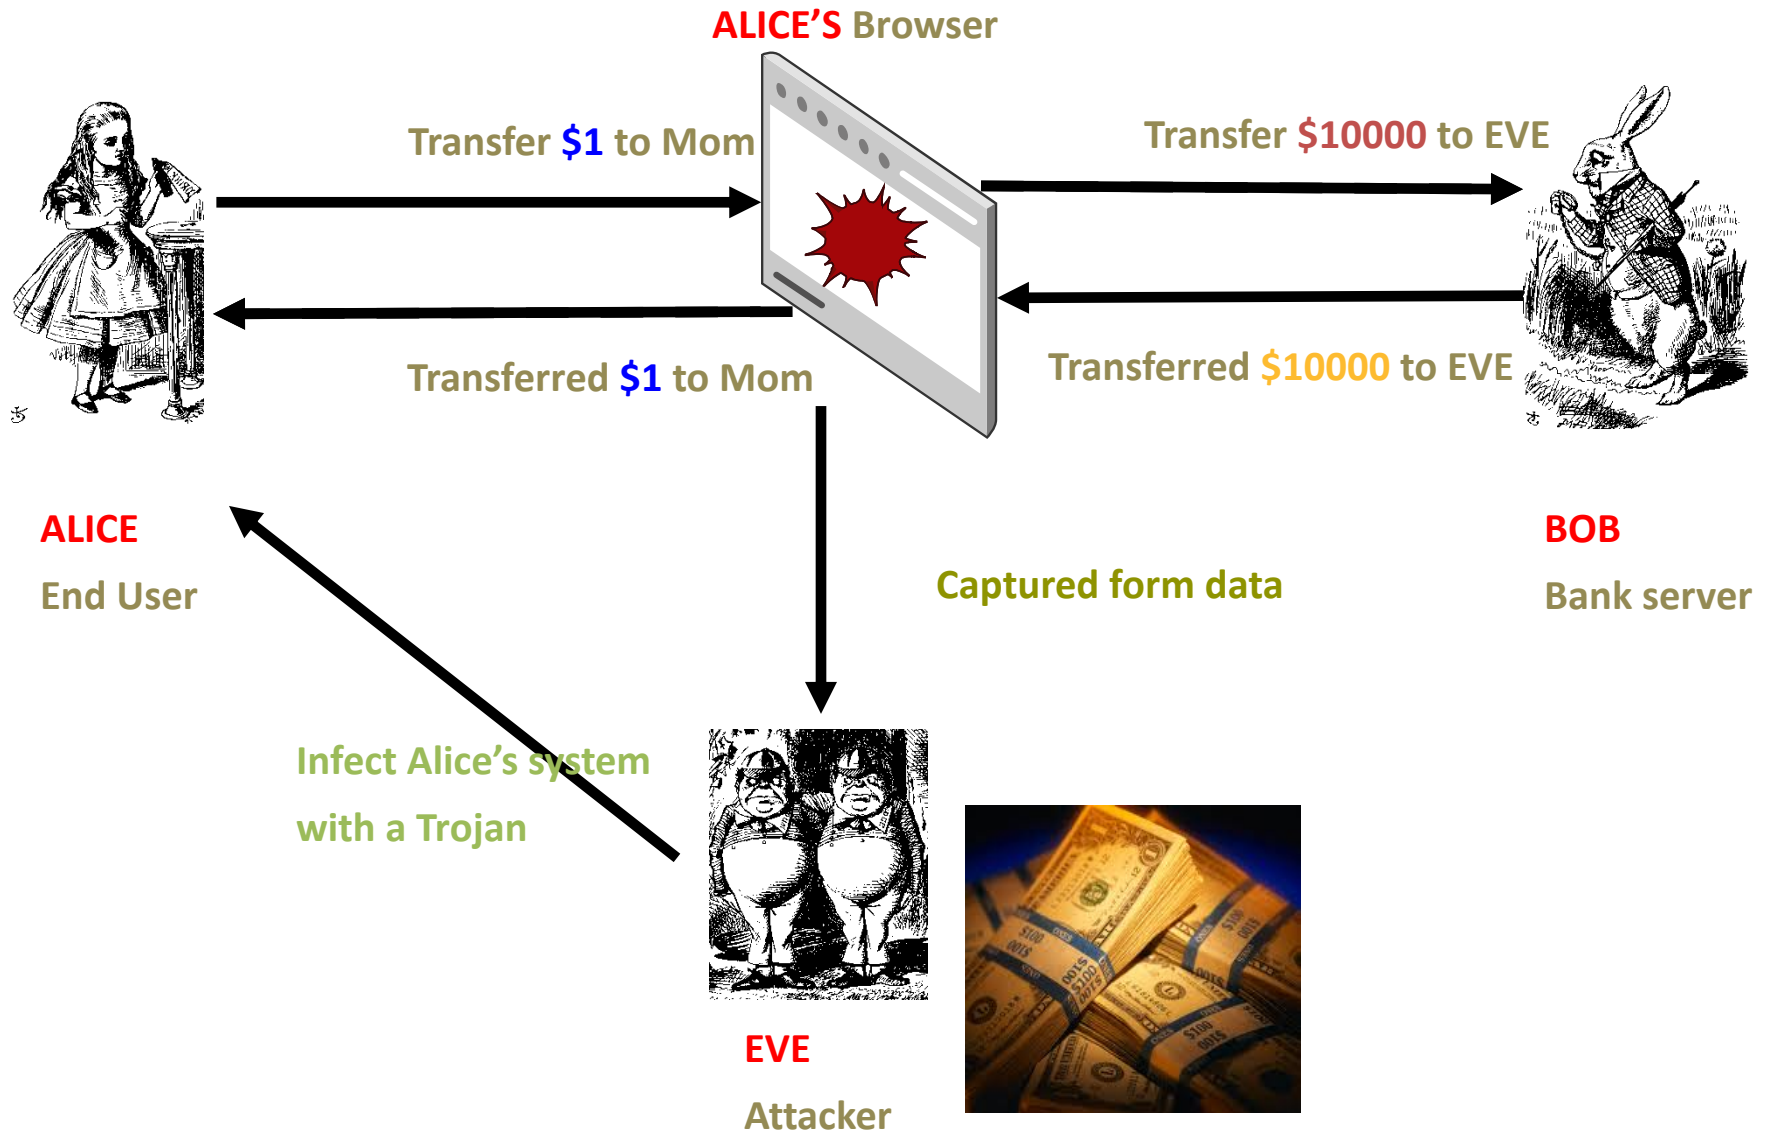 ALICE’S Browser
Transfer $1 to Mom
Transfer $10000 to EVE
Transferred $1 to Mom
Transferred $10000 to EVE
ALICE
End User
BOB
Bank server
Captured form data
Infect Alice’s system
with a Trojan
EVE
Attacker